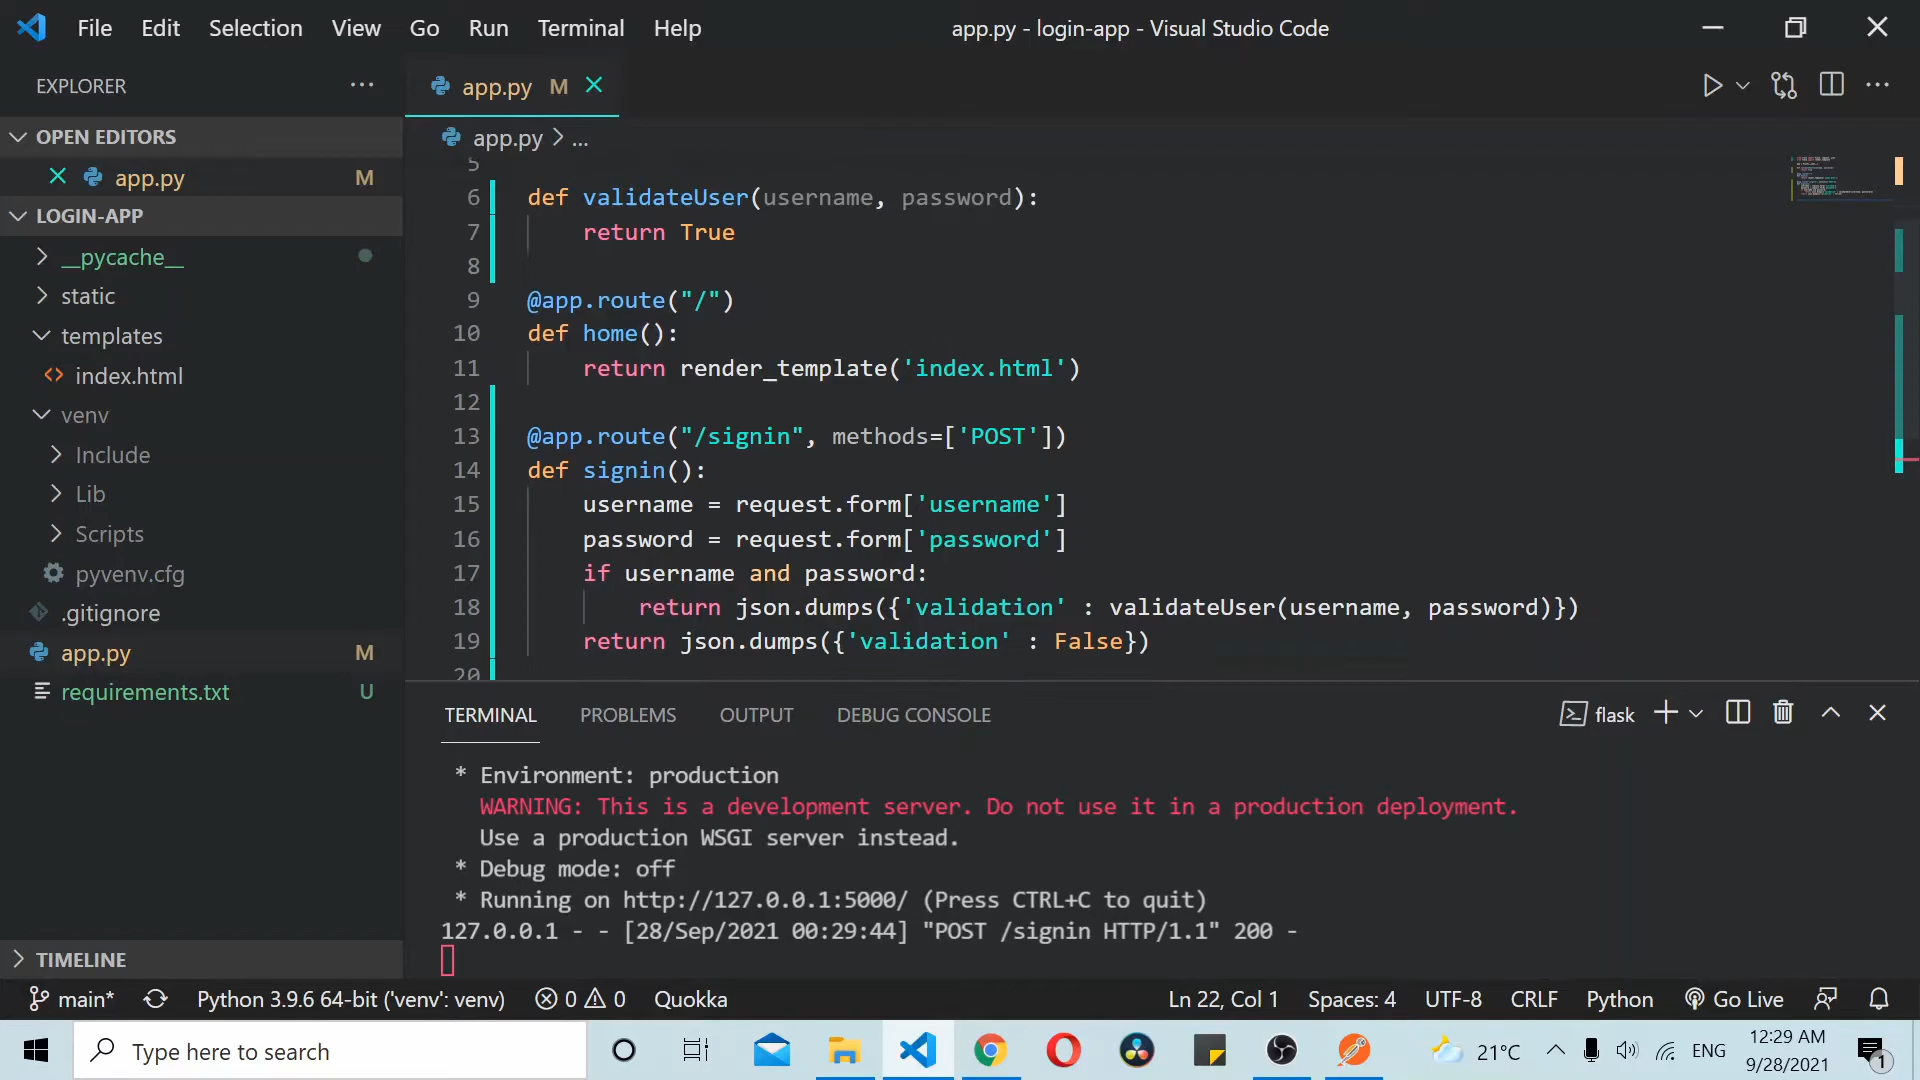 File Edit Selection View Go Run Terminal Help
app.py - login-app - Visual Studio Code
EXPLORER
OPEN EDITORS
app.py M
LOGIN-APP
__pycache__
static
templates
index.html
venv
Include
Lib
Scripts
pyvenv.cfg
.gitignore
app.py M
requirements.txt U
TIMELINE
app.py M
app.py > ...
5
6 def validateUser(username, password):
7 return True
8
9 @app.route("/")
10 def home():
11 return render_template('index.html')
12
13 @app.route("/signin", methods=['POST'])
14 def signin():
15 username = request.form['username']
16 password = request.form['password']
17 if username and password:
18 return json.dumps({'validation' : validateUser(username, password)})
19 return json.dumps({'validation' : False})
20
TERMINAL PROBLEMS OUTPUT DEBUG CONSOLE
flask
* Environment: production
WARNING: This is a development server. Do not use it in a production deployment.
Use a production WSGI server instead.
* Debug mode: off
* Running on http://127.0.0.1:5000/ (Press CTRL+C to quit)
127.0.0.1 - - [28/Sep/2021 00:29:44] "POST /signin HTTP/1.1" 200 -
main* Python 3.9.6 64-bit ('venv': venv) 0 0 Quokka Ln 22, Col 1 Spaces: 4 UTF-8 CRLF Python Go Live
Type here to search
21°C ENG
12:29 AM
9/28/2021
1